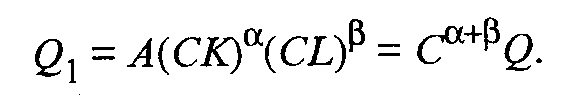 Q₁ = A(CK)^α(CL)^β = C^{α+β}Q.